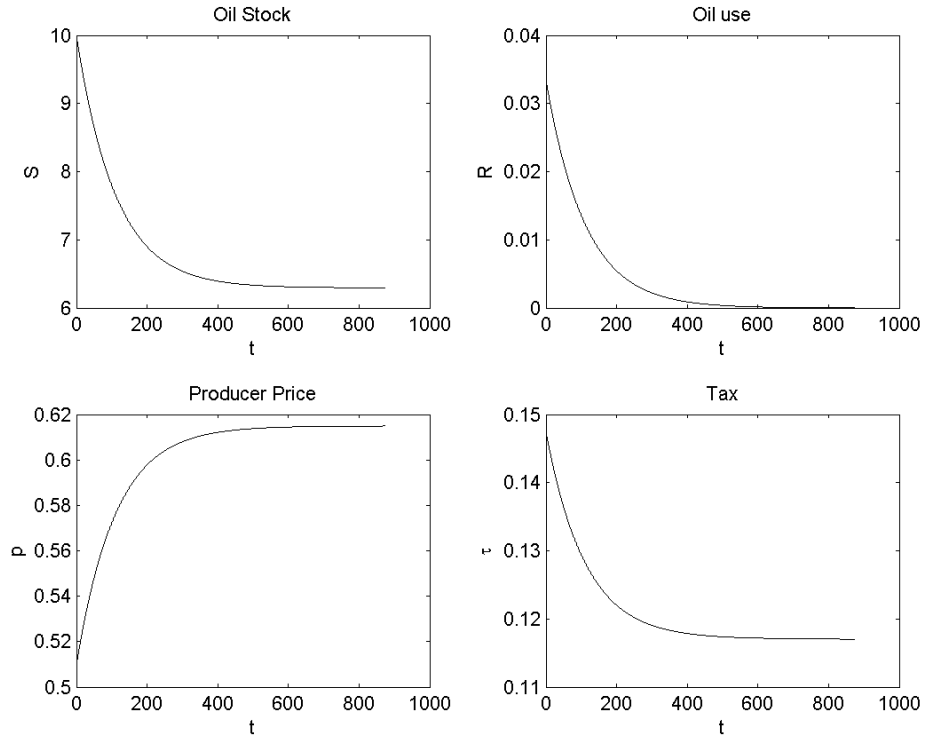 Oil Stock
10
9
8
7
6
S
0 200 400 600 800 1000
t
Oil use
0.04
0.03
0.02
0.01
0
R
0 200 400 600 800 1000
t
Producer Price
0.62
0.6
0.58
0.56
0.54
0.52
0.5
p
0 200 400 600 800 1000
t
Tax
0.15
0.14
0.13
0.12
0.11
τ
0 200 400 600 800 1000
t